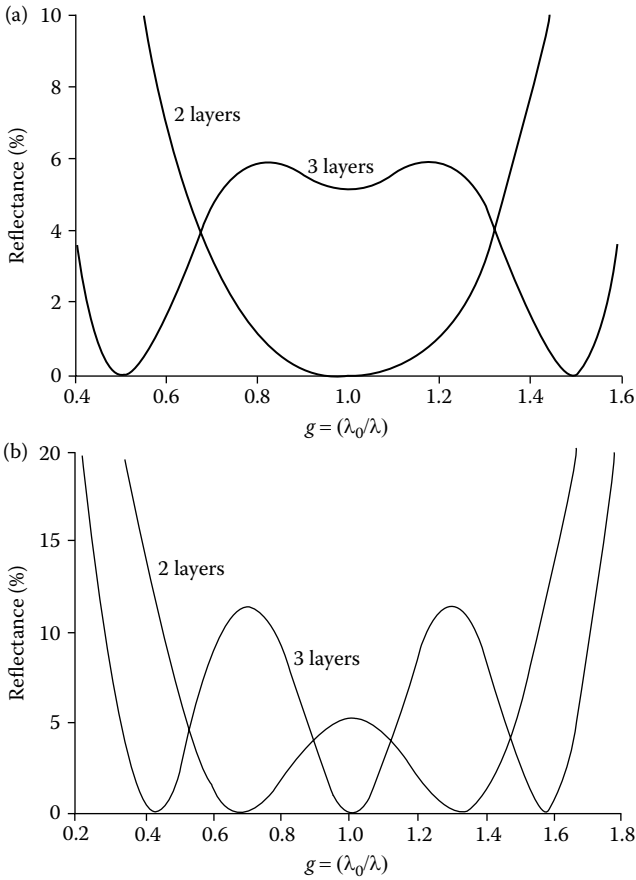 (a)
10
8
6
4
2
0
Reflectance (%)
2 layers
3 layers
0.4 0.6 0.8 1.0 1.2 1.4 1.6
g = (λ₀/λ)
(b)
20
15
10
5
0
Reflectance (%)
2 layers
3 layers
0.2 0.4 0.6 0.8 1.0 1.2 1.4 1.6 1.8
g = (λ₀/λ)